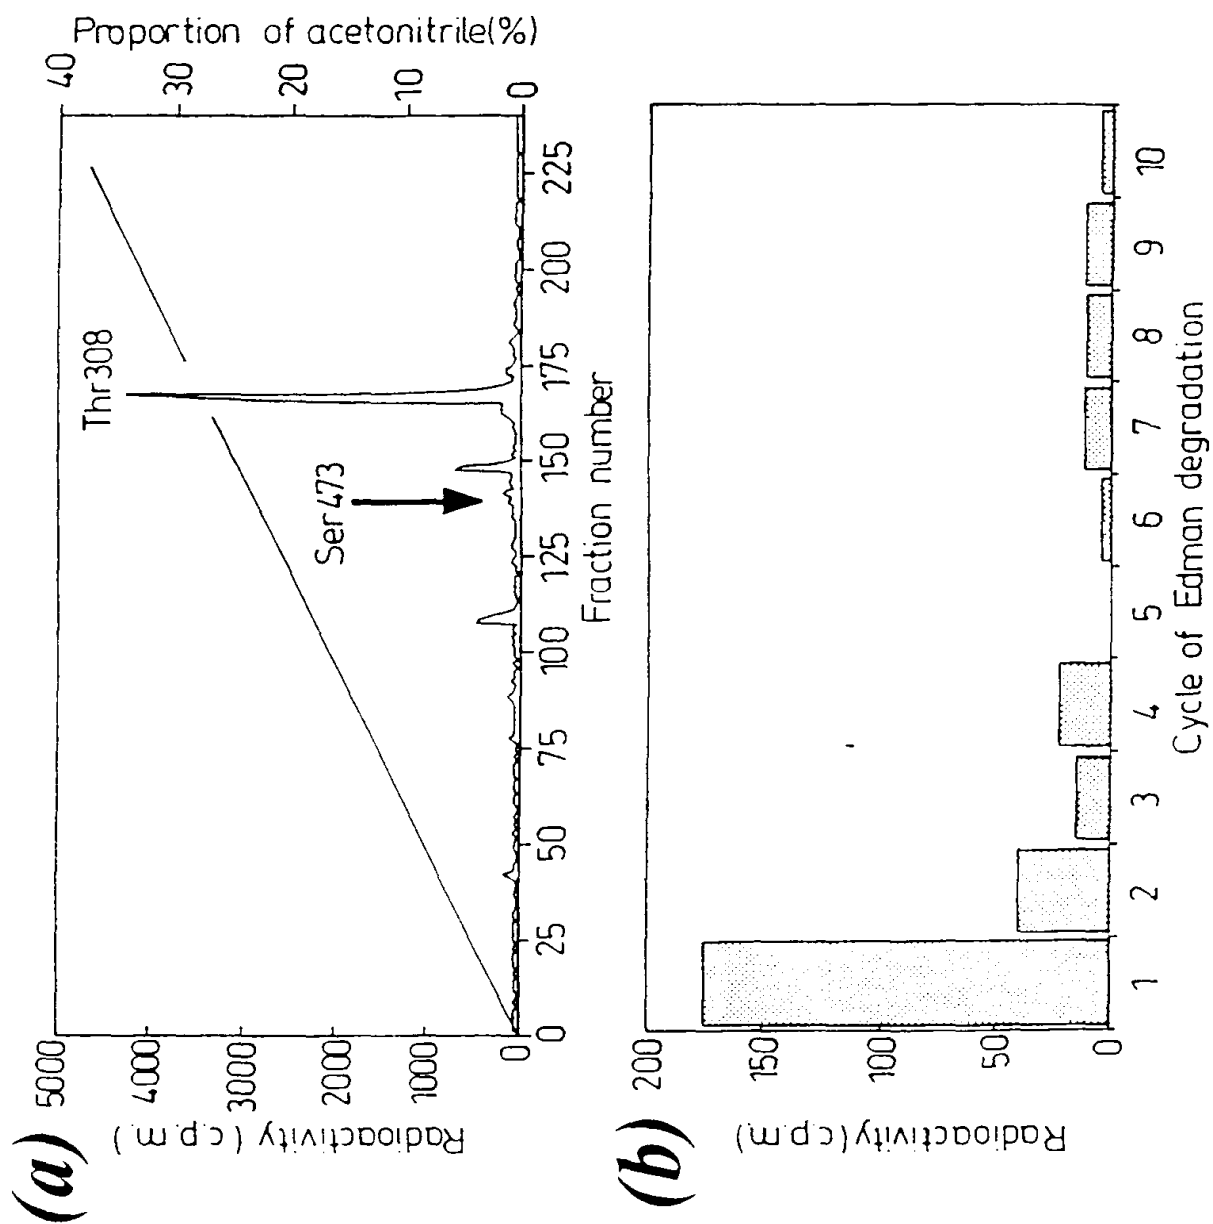 (a)
Radioactivity (c.p.m.)
5000
4000
3000
2000
1000
0
Thr308
Ser473
Proportion of acetonitrile(%)
40
30
20
10
0
0 25 50 75 100 125 150 175 200 225
Fraction number
(b)
Radioactivity (c.p.m.)
200
150
100
50
0
1 2 3 4 5 6 7 8 9 10
Cycle of Edman degradation